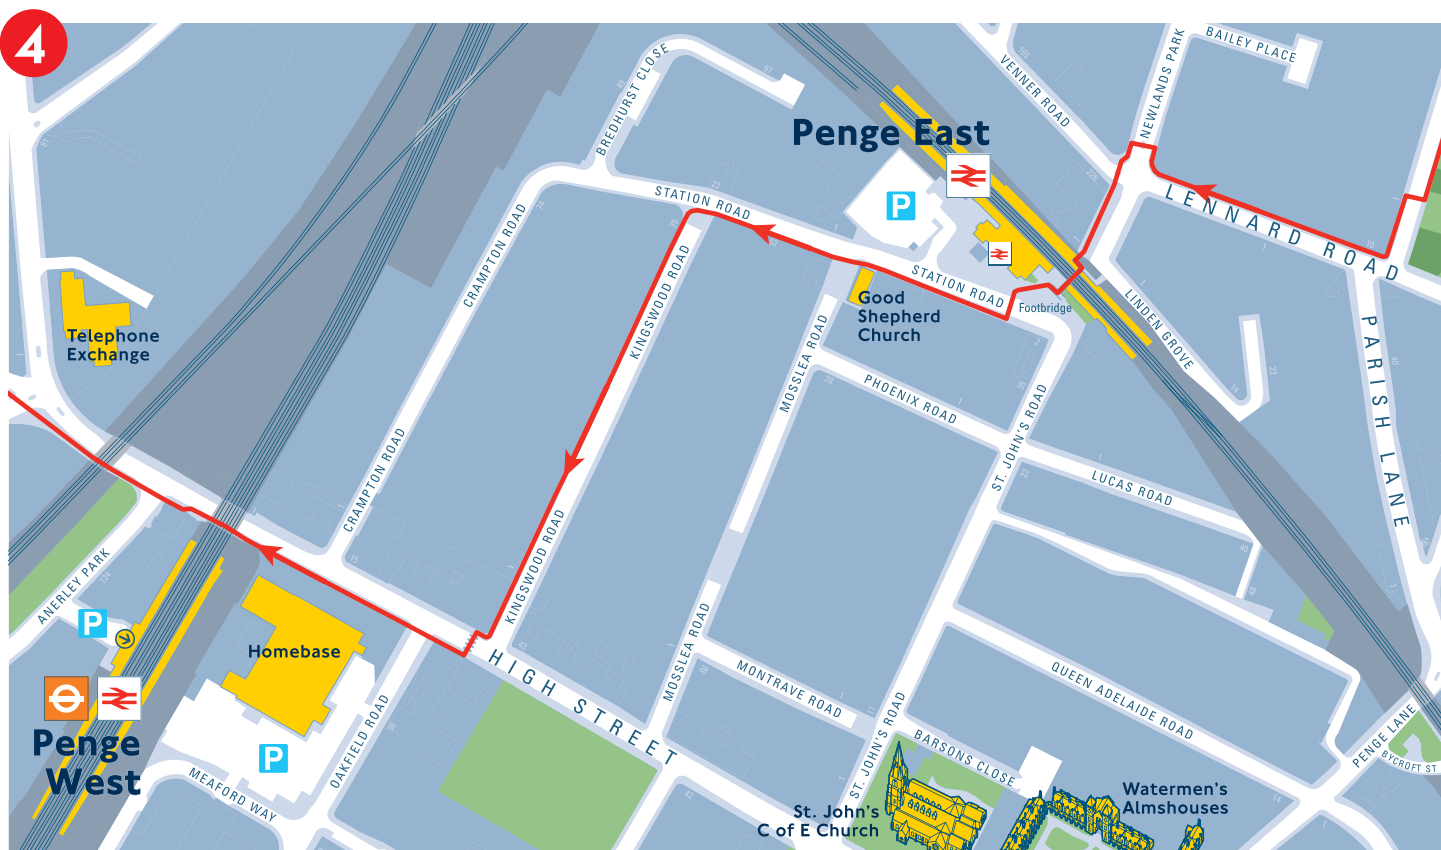 4
BAILEY PLACE
NEWLANDS PARK
VENNER ROAD
BREDHURST CLOSE
Penge East
P
STATION ROAD
LENNARD ROAD
CRAMPTON ROAD
KINGSWOOD ROAD
STATION ROAD
Footbridge
Good
Shepherd
Church
LINDEN GROVE
PARISH LANE
Telephone
Exchange
MOSSLEA ROAD
PHOENIX ROAD
ST. JOHN'S ROAD
LUCAS ROAD
CRAMPTON ROAD
KINGSWOOD ROAD
ANERLEY PARK
P
Homebase
HIGH STREET
MOSSLEA ROAD
MONTRAVE ROAD
QUEEN ADELAIDE ROAD
Penge
West
P
OAKFIELD ROAD
MEAFORD WAY
ST. JOHN'S ROAD
BARSONS CLOSE
PENGE LANE
BYCROFT ST
Watermen's
Almshouses
St. John's
C of E Church